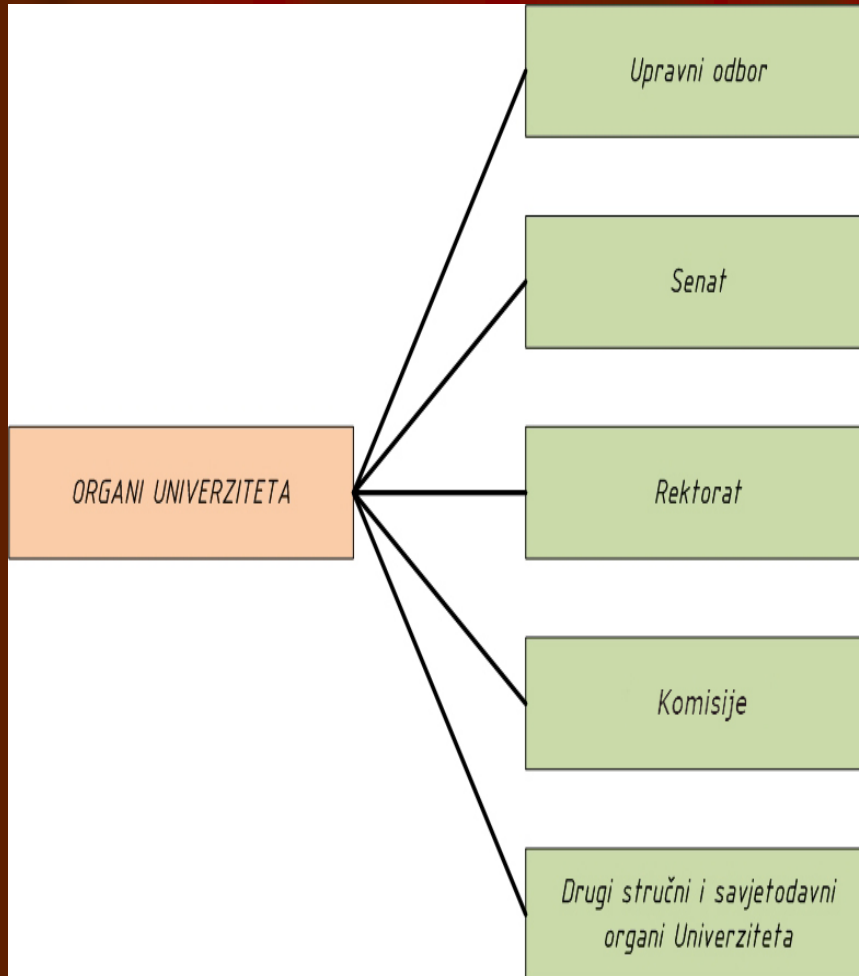 Upravni odbor
Senat
ORGANI UNIVERZITETA
Rektorat
Komisije
Drugi stručni i savjetodavni
organi Univerziteta